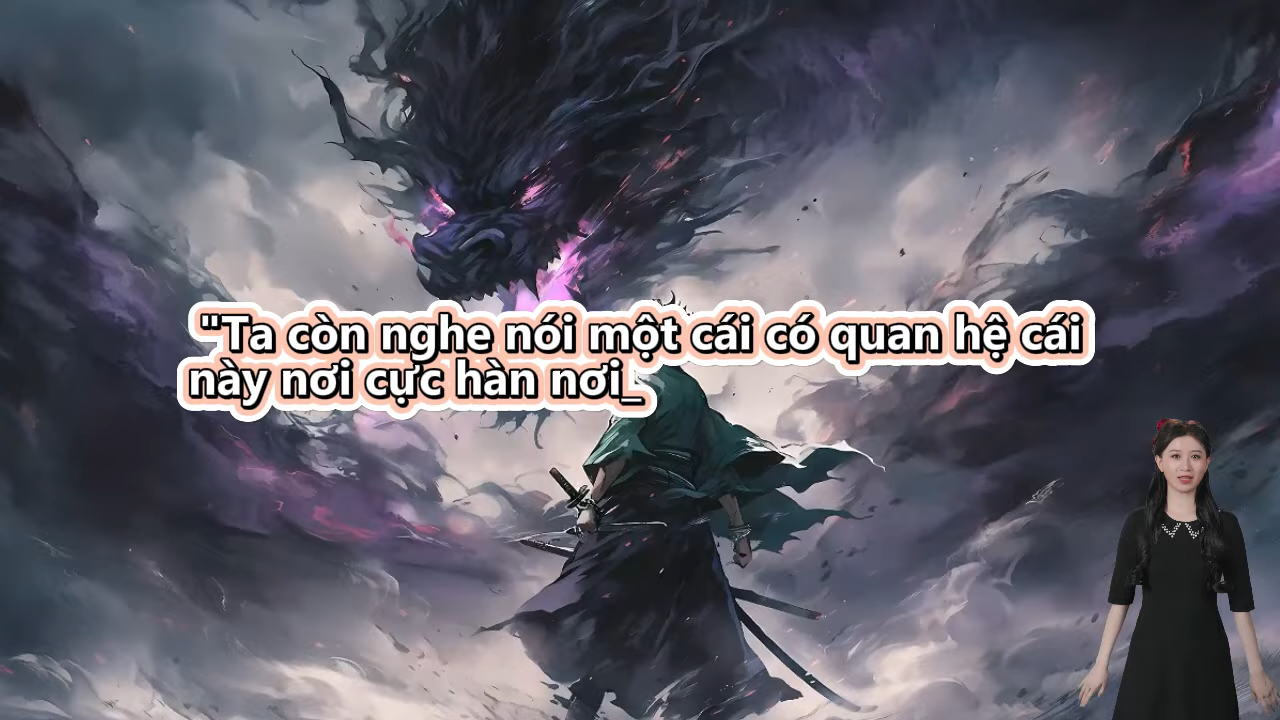 "Ta còn nghe nói một cái có quan hệ cái
này nơi cực hàn nơi_